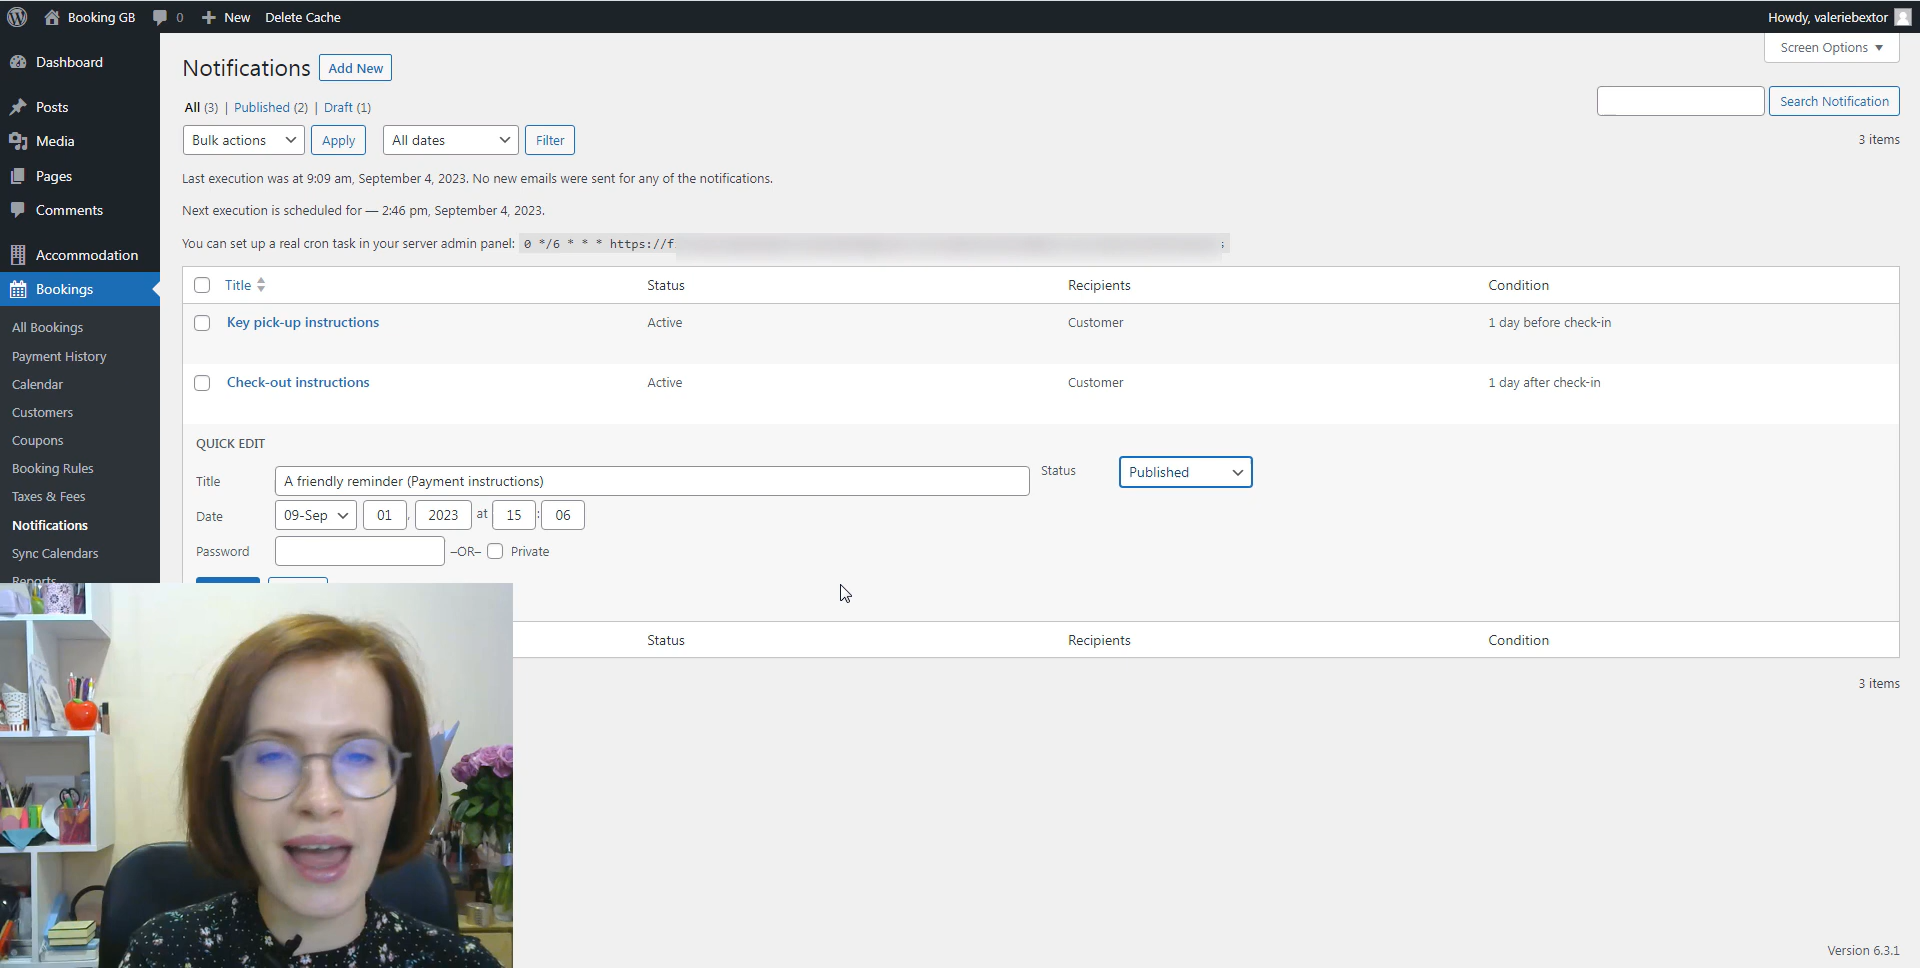 Booking GB 0 New Delete Cache Howdy, valeriebextor
Screen Options
Dashboard
Posts
Media
Pages
Comments
Accommodation
Bookings
All Bookings
Payment History
Calendar
Customers
Coupons
Booking Rules
Taxes & Fees
Notifications
Sync Calendars
Reports
Notifications Add New
All (3) | Published (2) | Draft (1)
Search Notification
Bulk actions Apply All dates Filter
3 items
Last execution was at 9:09 am, September 4, 2023. No new emails were sent for any of the notifications.
Next execution is scheduled for — 2:46 pm, September 4, 2023.
You can set up a real cron task in your server admin panel: 0 */6 * * * https://f
Title Status Recipients Condition
Key pick-up instructions Active Customer 1 day before check-in
Check-out instructions Active Customer 1 day after check-in
QUICK EDIT
Title A friendly reminder (Payment instructions) Status Published
Date 09-Sep 01, 2023 at 15 : 06
Password –OR– Private
Status Recipients Condition
3 items
Version 6.3.1